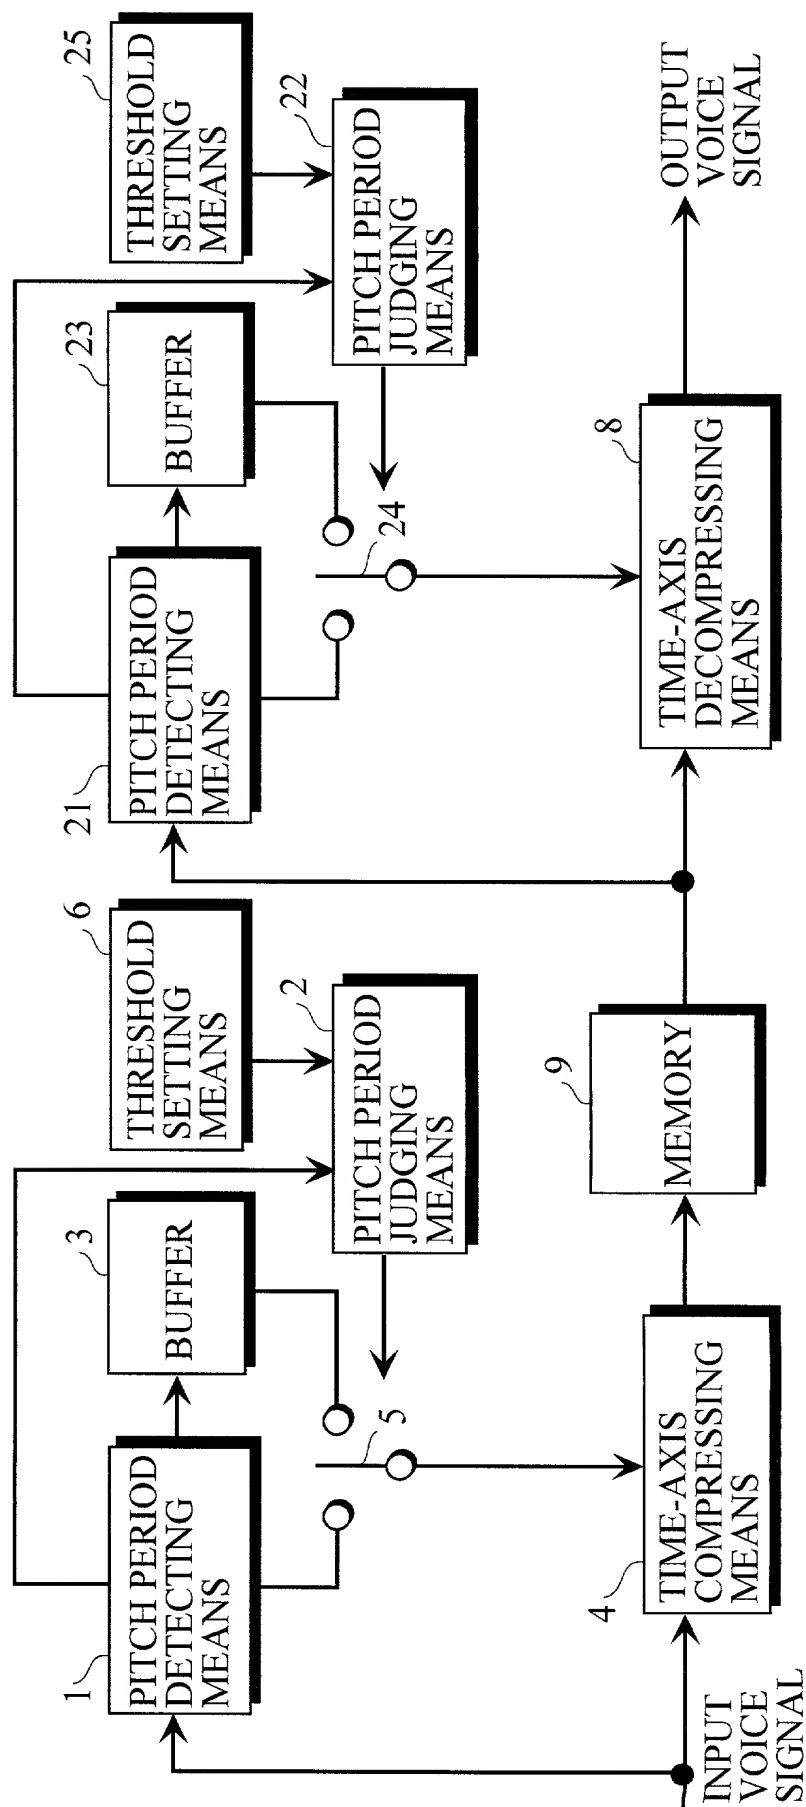 1
PITCH PERIOD
DETECTING
MEANS
3
BUFFER
6
THRESHOLD
SETTING
MEANS
2
PITCH PERIOD
JUDGING
MEANS
5
INPUT
VOICE
SIGNAL
4
TIME-AXIS
COMPRESSING
MEANS
9
MEMORY
21
PITCH PERIOD
DETECTING
MEANS
23
BUFFER
25
THRESHOLD
SETTING
MEANS
22
PITCH PERIOD
JUDGING
MEANS
24
8
TIME-AXIS
DECOMPRESSING
MEANS
OUTPUT
VOICE
SIGNAL